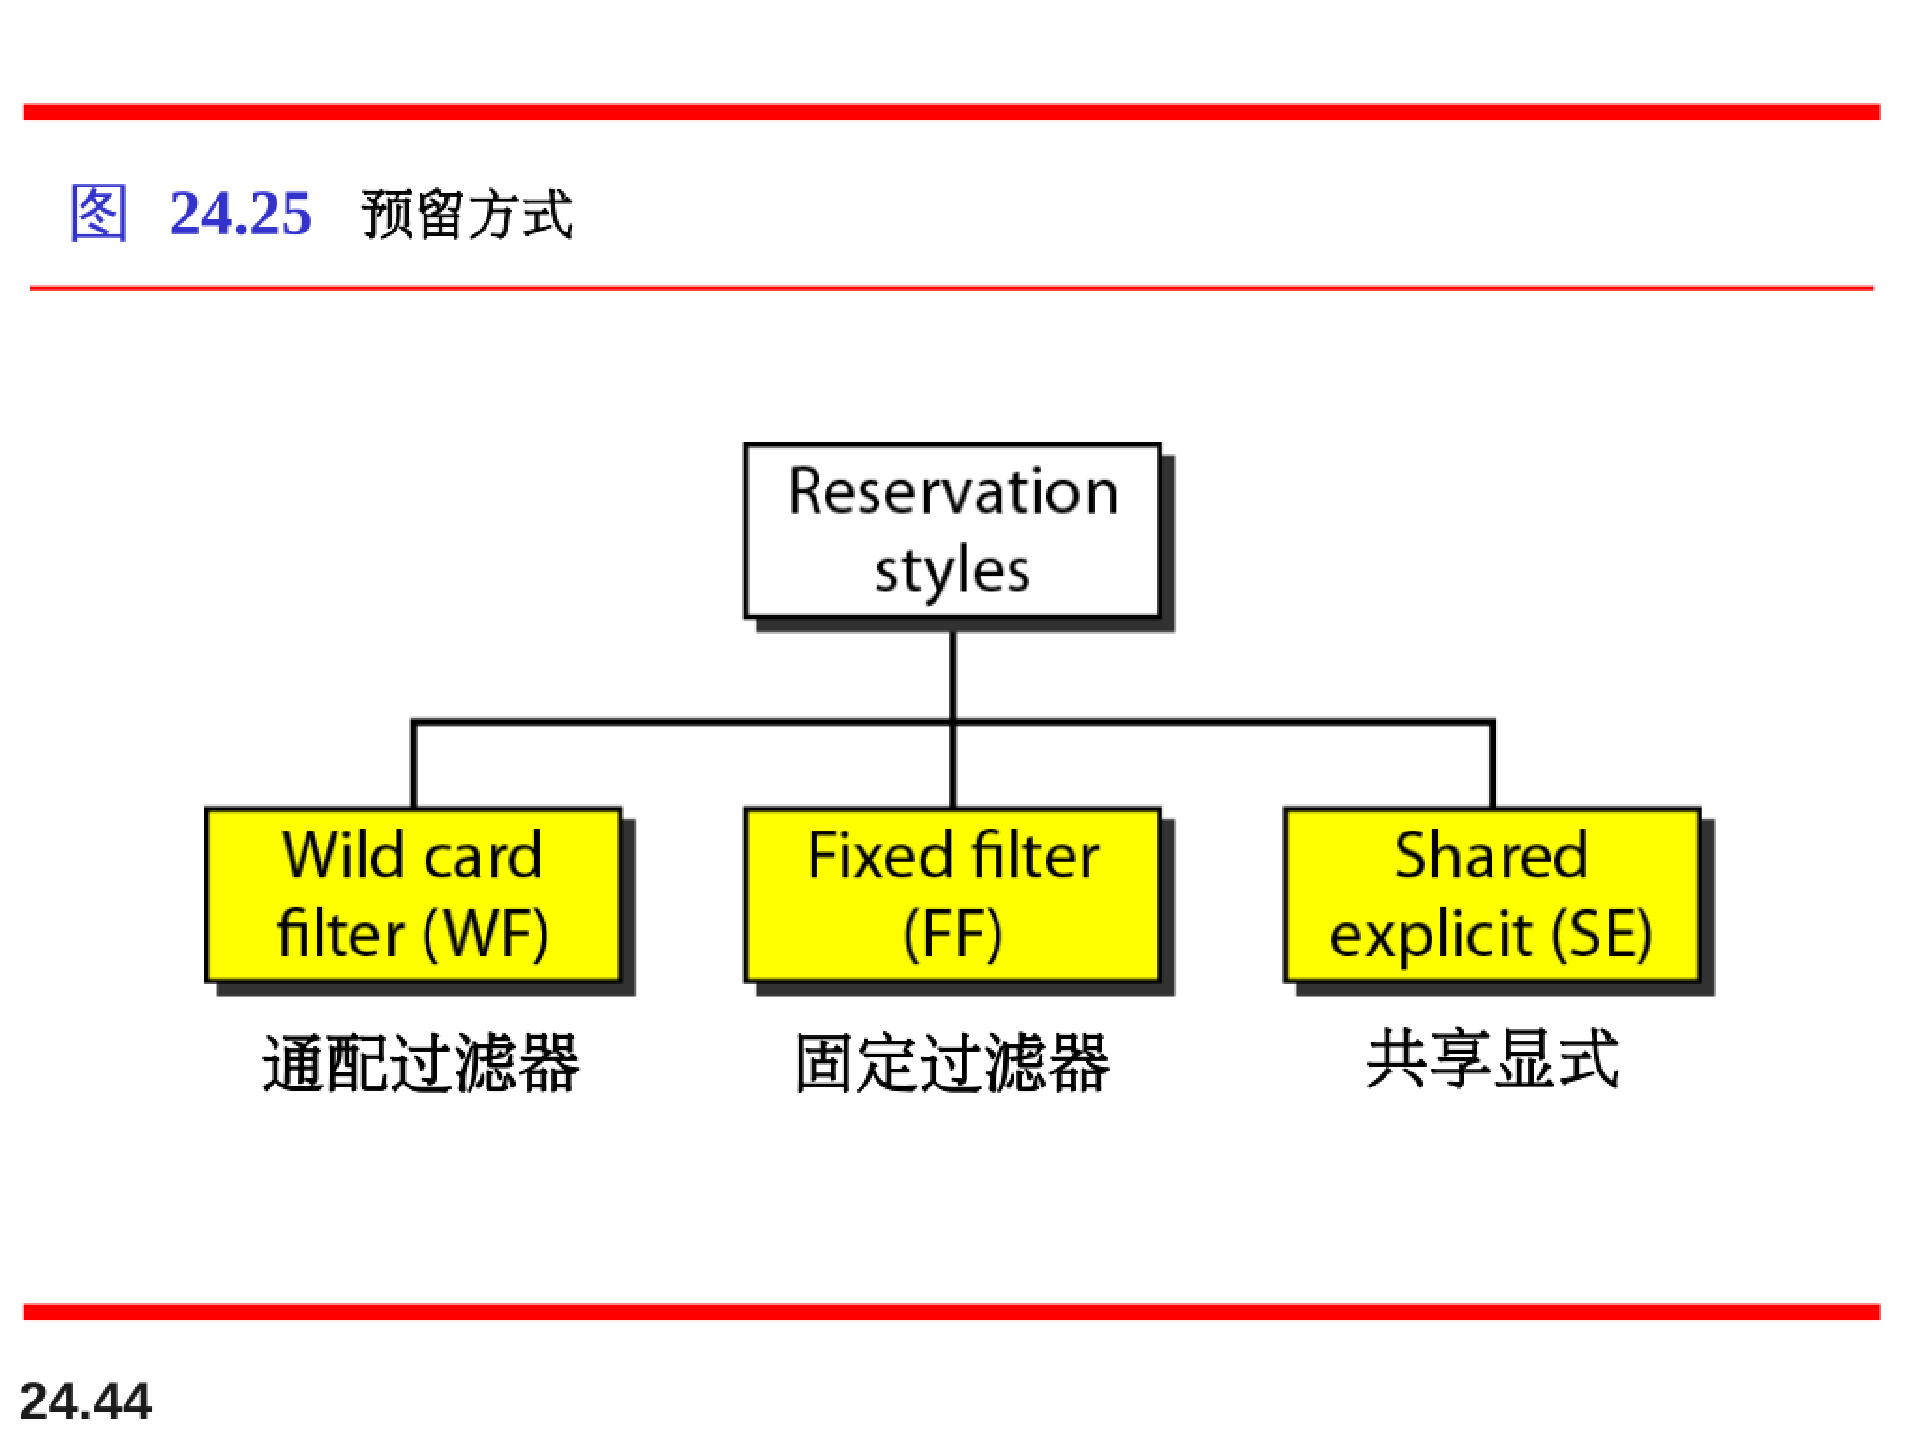 图 24.25 预留方式
Reservation
styles
Wild card
filter (WF)
Fixed filter
(FF)
Shared
explicit (SE)
通配过滤器
固定过滤器
共享显式
24.44